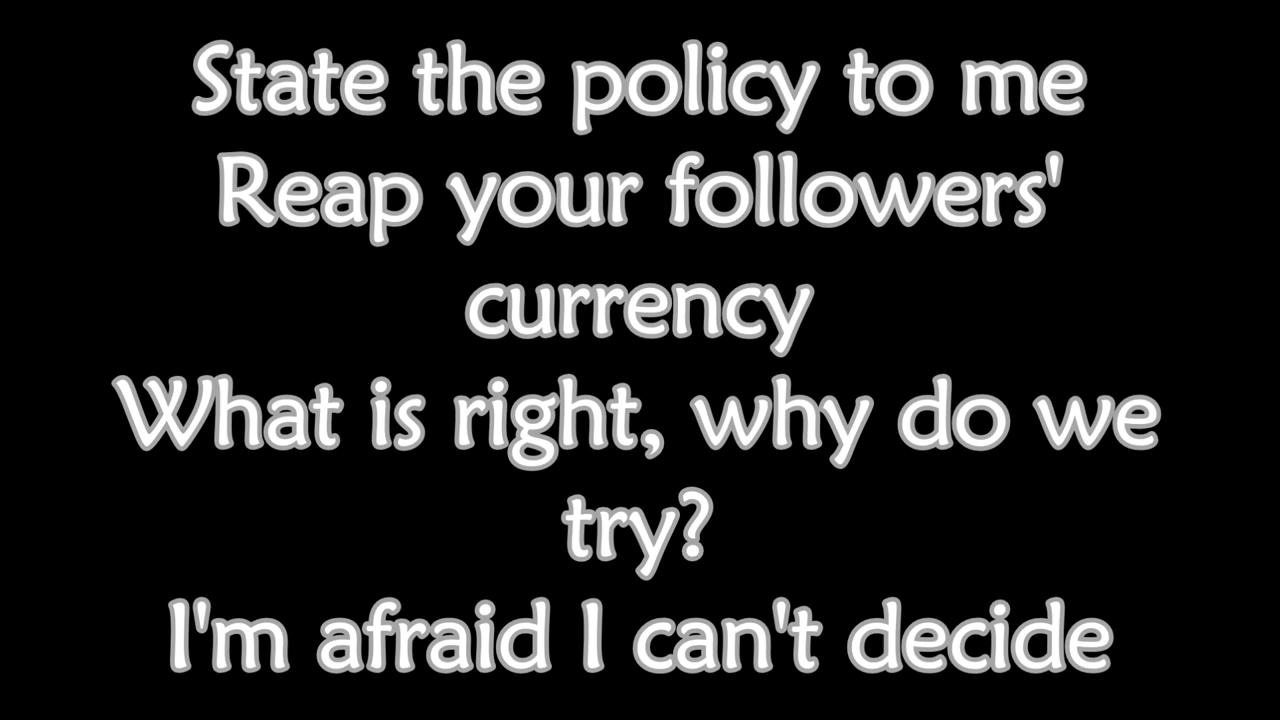 State the policy to me
Reap your followers'
currency
What is right, why do we
try?
I'm afraid I can't decide